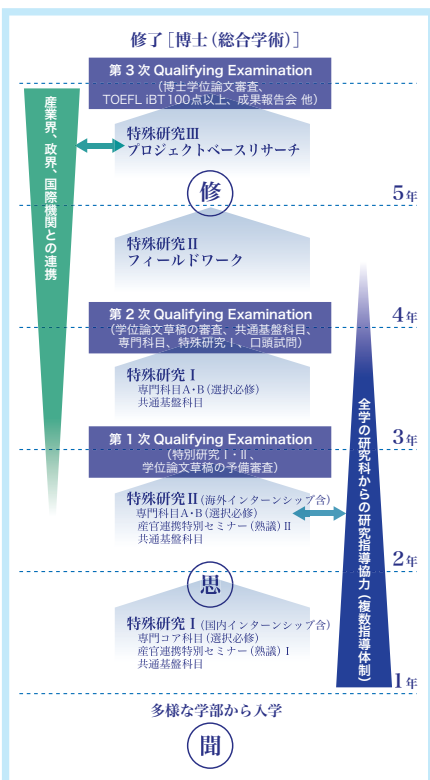 修了［博士（総合学術）］
第3次 Qualifying Examination
（博士学位論文審査、
TOEFL iBT 100点以上、成果報告会 他）
産業界、政界、国際機関との連携
特殊研究Ⅲ
プロジェクトベースリサーチ
修
5年
特殊研究Ⅱ
フィールドワーク
4年
第2次 Qualifying Examination
（学位論文草稿の審査、共通基盤科目、
専門科目、特殊研究Ⅰ、口頭試問）
特殊研究Ⅰ
専門科目A・B（選択必修）
共通基盤科目
全学の研究科からの研究指導協力（複数指導体制）
3年
第1次 Qualifying Examination
（特別研究Ⅰ・Ⅱ、
学位論文草稿の予備審査）
特殊研究Ⅱ（海外インターンシップ含）
専門科目A・B（選択必修）
産官連携特別セミナー（熟議）Ⅱ
共通基盤科目
2年
思
特殊研究Ⅰ（国内インターンシップ含）
専門コア科目（選択必修）
産官連携特別セミナー（熟議）Ⅰ
共通基盤科目
1年
多様な学部から入学
聞